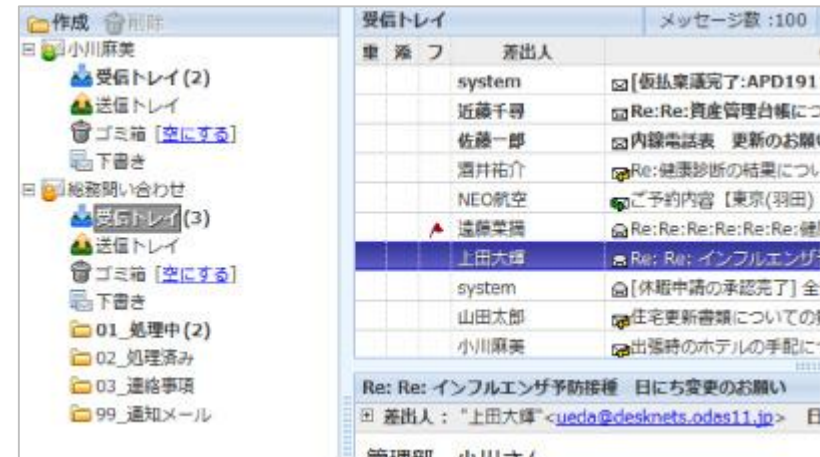 作成 削除
小川麻美
受信トレイ(2)
送信トレイ
ゴミ箱 [空にする]
下書き
総務問い合わせ
受信トレイ(3)
送信トレイ
ゴミ箱 [空にする]
下書き
01_処理中(2)
02_処理済み
03_連絡事項
99_通知メール
受信トレイ メッセージ数 :100
重 添 フ 差出人
system [仮払稟議完了:APD191
近藤千尋 Re:Re:資産管理台帳につ
佐藤一郎 内線電話表 更新のお願
酒井祐介 Re:健康診断の結果につい
NEO航空 ご予約内容【東京(羽田)
遠藤菜摘 Re:Re:Re:Re:Re:Re:健
上田大輝 Re: Re: インフルエンザ
system [休暇申請の承認完了] 全
山田太郎 住宅更新書類についての
小川麻美 出張時のホテルの手配に
Re: Re: インフルエンザ予防接種 日にち変更のお願い
差出人 : "上田大輝"<ueda@desknets.odas11.jp> 日
管理部 小川さん